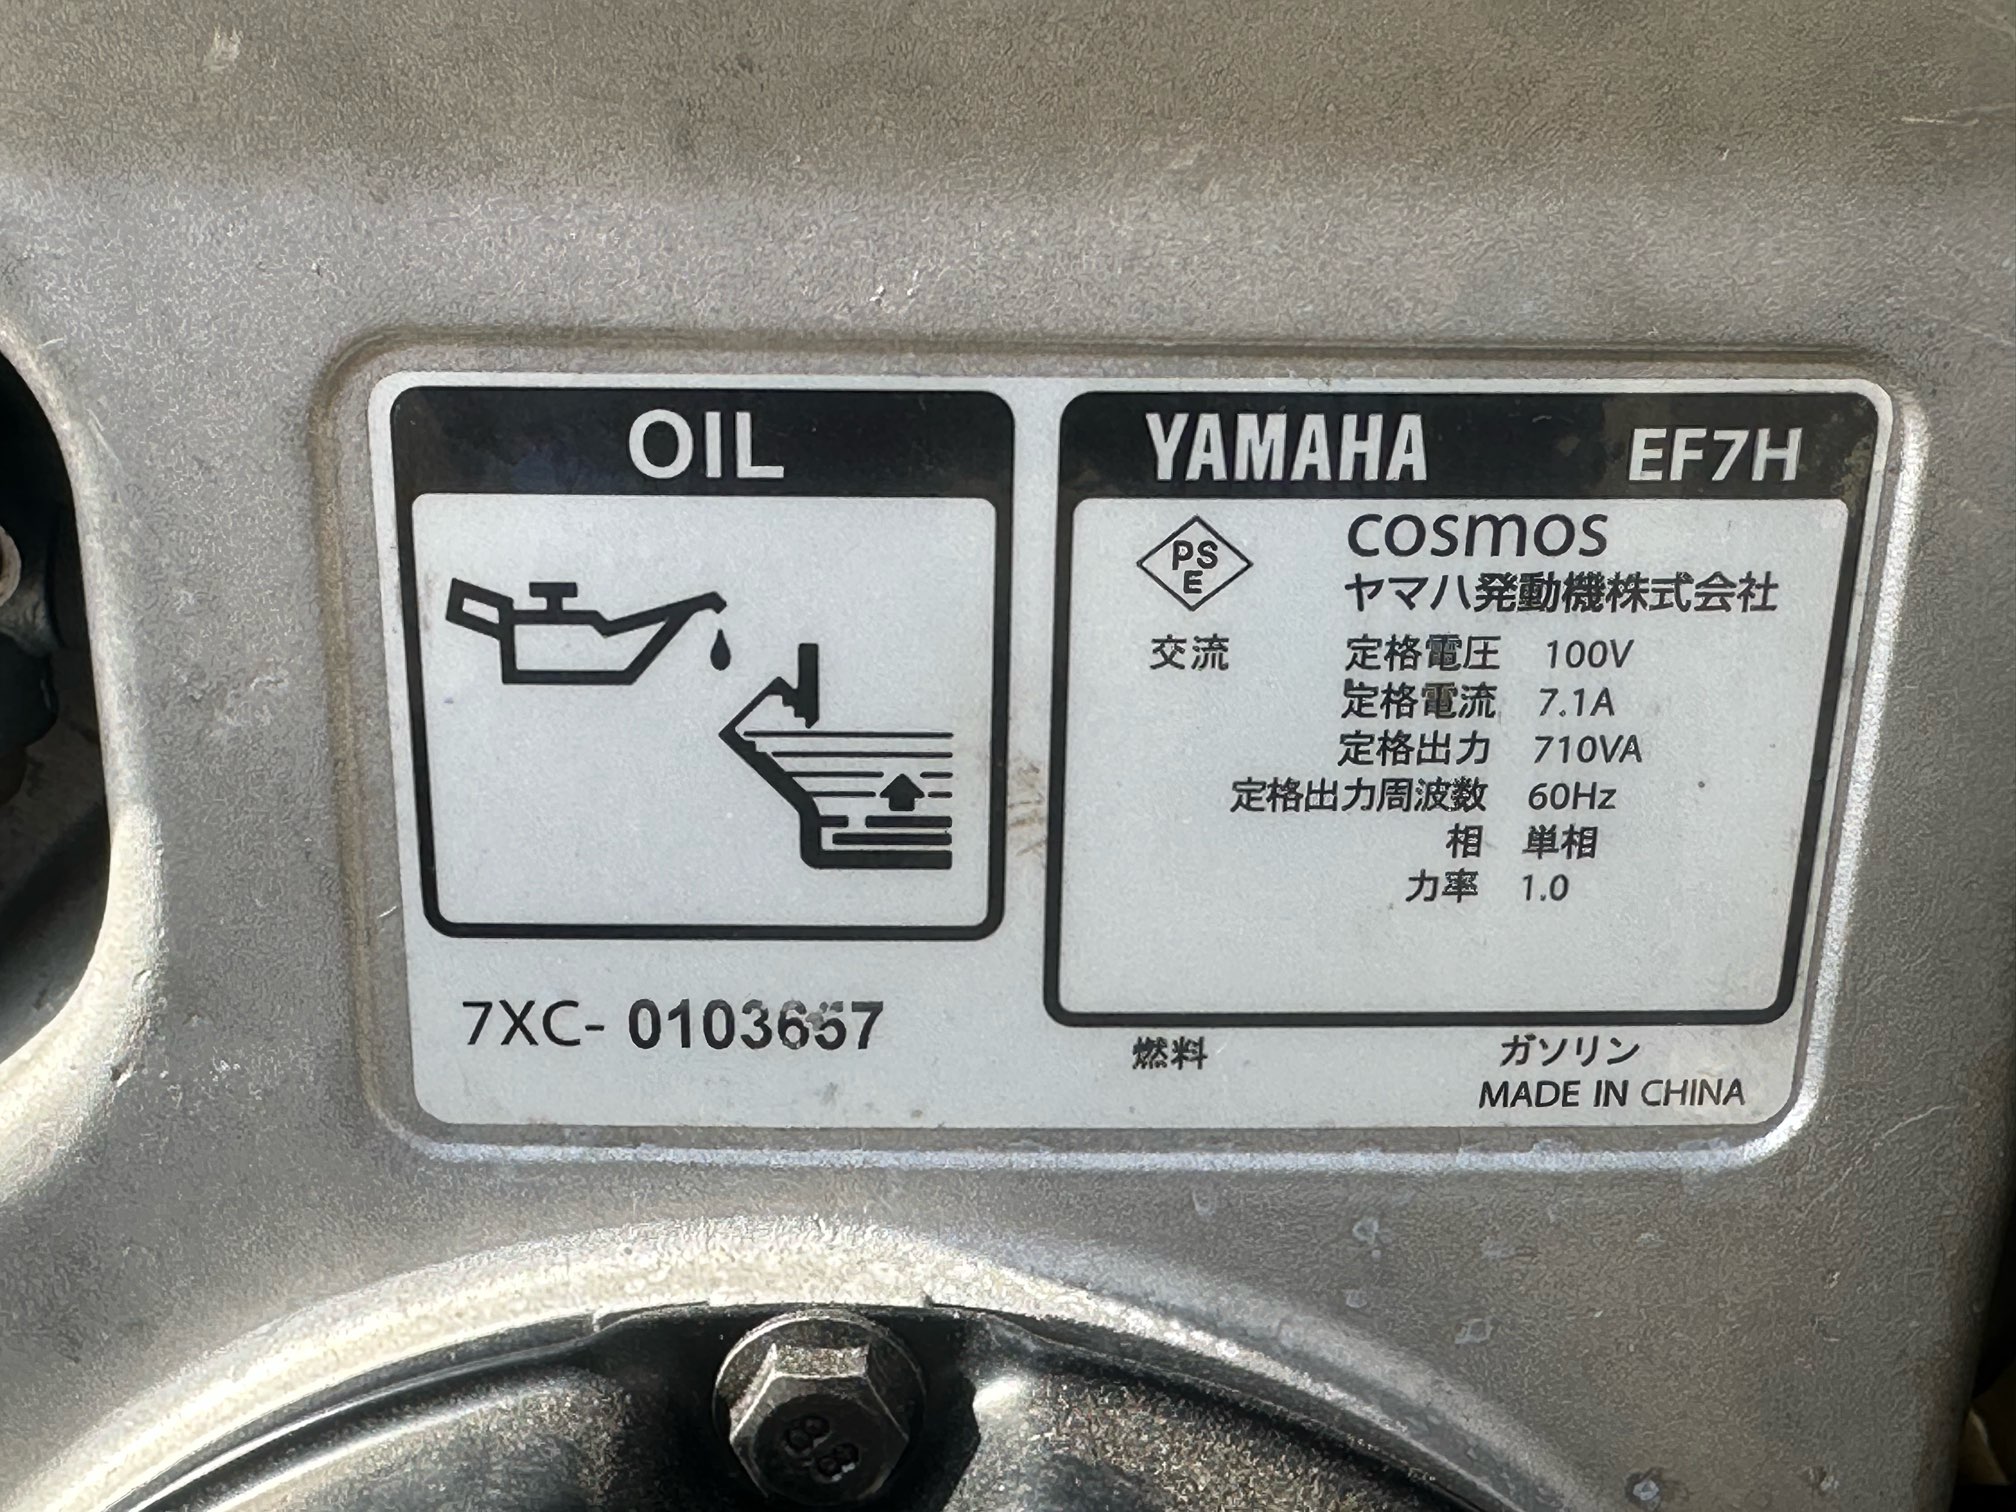 OIL
7XC- 0103657
YAMAHA EF7H
PSE
cosmos
ヤマハ発動機株式会社
交流 定格電圧 100V
定格電流 7.1A
定格出力 710VA
定格出力周波数 60Hz
相 単相
力率 1.0
燃料 ガソリン
MADE IN CHINA
8.8